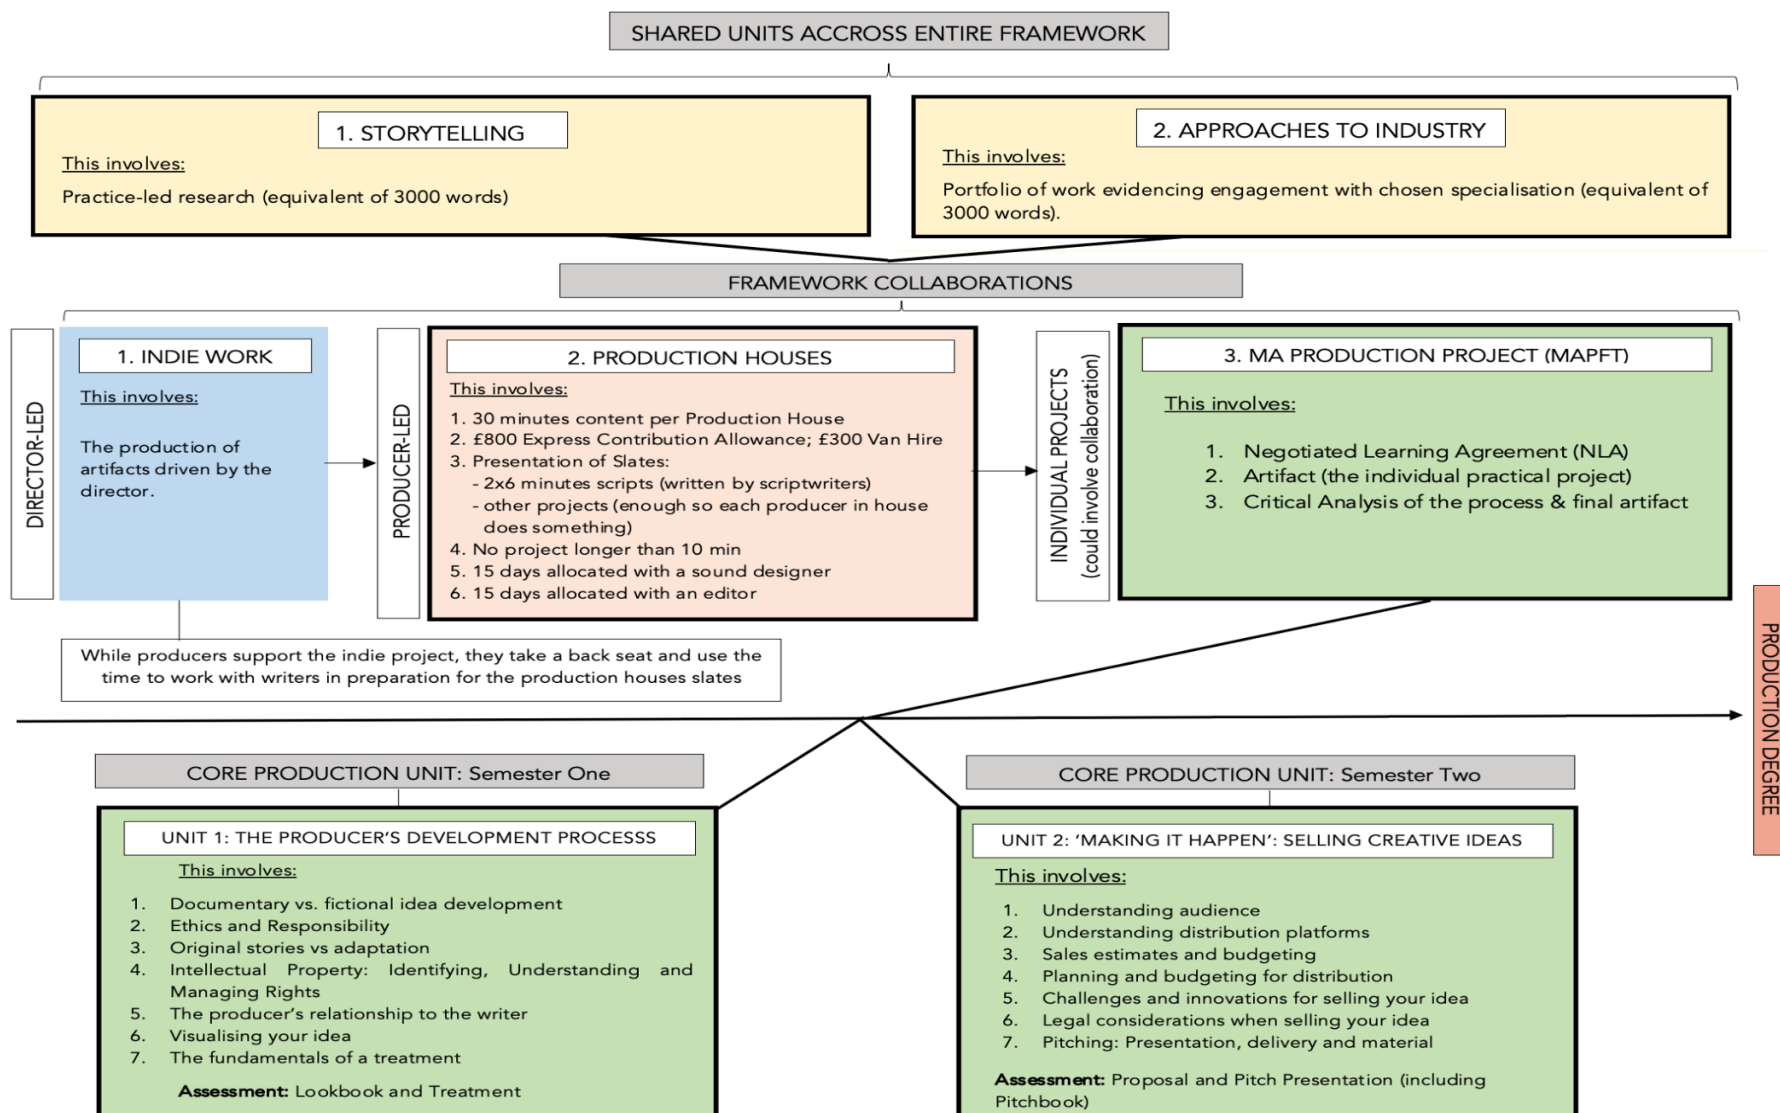 SHARED UNITS ACCROSS ENTIRE FRAMEWORK
1. STORYTELLING
This involves:
Practice-led research (equivalent of 3000 words)
2. APPROACHES TO INDUSTRY
This involves:
Portfolio of work evidencing engagement with chosen specialisation (equivalent of
3000 words).
FRAMEWORK COLLABORATIONS
DIRECTOR-LED
1. INDIE WORK
This involves:
The production of
artifacts driven by the
director.
PRODUCER-LED
2. PRODUCTION HOUSES
This involves:
1. 30 minutes content per Production House
2. £800 Express Contribution Allowance; £300 Van Hire
3. Presentation of Slates:
- 2x6 minutes scripts (written by scriptwriters)
- other projects (enough so each producer in house
does something)
4. No project longer than 10 min
5. 15 days allocated with a sound designer
6. 15 days allocated with an editor
INDIVIDUAL PROJECTS
(could involve collaboration)
3. MA PRODUCTION PROJECT (MAPFT)
This involves:
1. Negotiated Learning Agreement (NLA)
2. Artifact (the individual practical project)
3. Critical Analysis of the process & final artifact
While producers support the indie project, they take a back seat and use the
time to work with writers in preparation for the production houses slates
PRODUCTION DEGREE
CORE PRODUCTION UNIT: Semester One
UNIT 1: THE PRODUCER'S DEVELOPMENT PROCESSS
This involves:
1. Documentary vs. fictional idea development
2. Ethics and Responsibility
3. Original stories vs adaptation
4. Intellectual Property: Identifying, Understanding and
Managing Rights
5. The producer's relationship to the writer
6. Visualising your idea
7. The fundamentals of a treatment
Assessment: Lookbook and Treatment
CORE PRODUCTION UNIT: Semester Two
UNIT 2: 'MAKING IT HAPPEN': SELLING CREATIVE IDEAS
This involves:
1. Understanding audience
2. Understanding distribution platforms
3. Sales estimates and budgeting
4. Planning and budgeting for distribution
5. Challenges and innovations for selling your idea
6. Legal considerations when selling your idea
7. Pitching: Presentation, delivery and material
Assessment: Proposal and Pitch Presentation (including
Pitchbook)